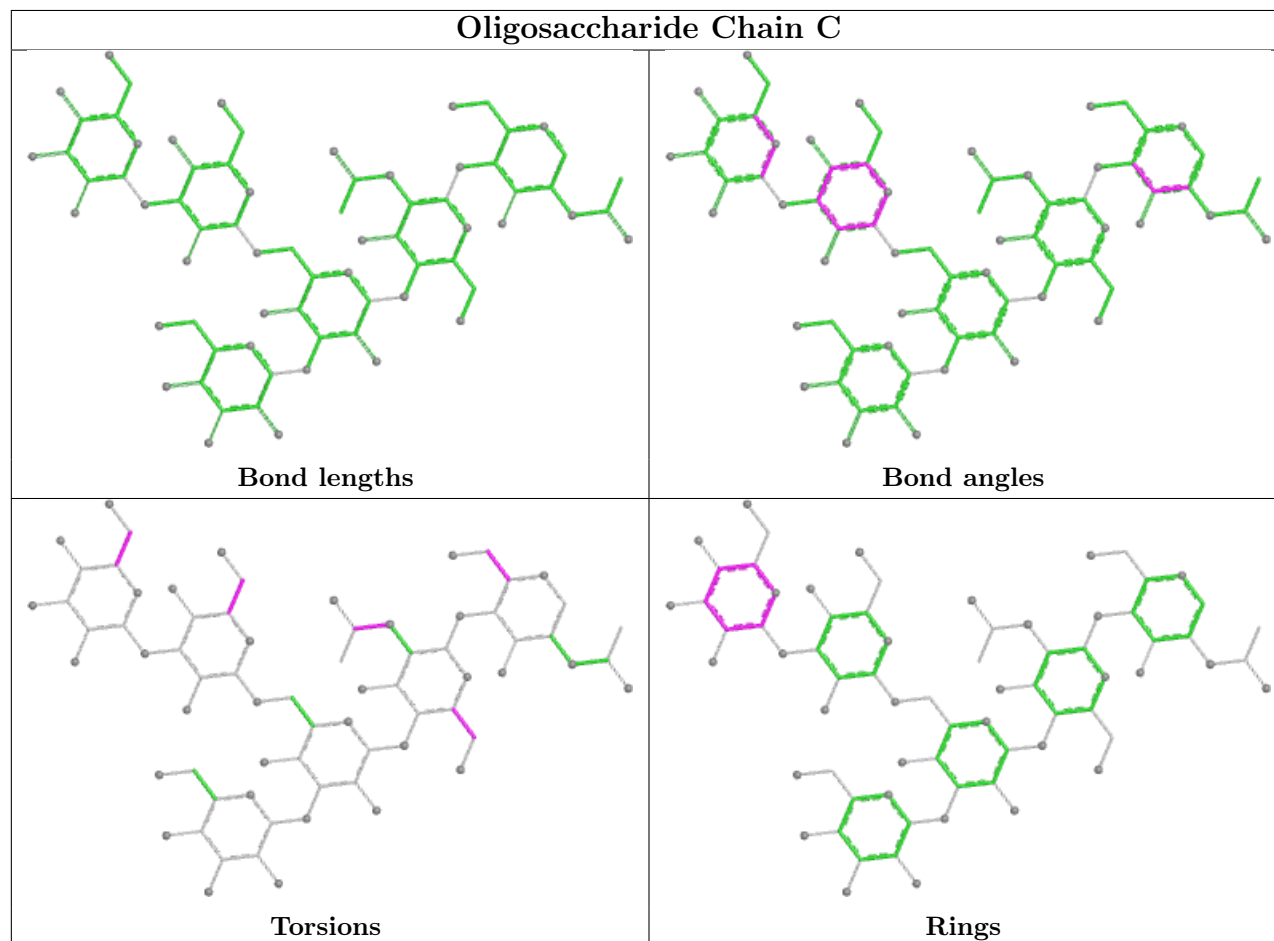 Oligosaccharide Chain C
Bond lengths
Bond angles
Torsions
Rings